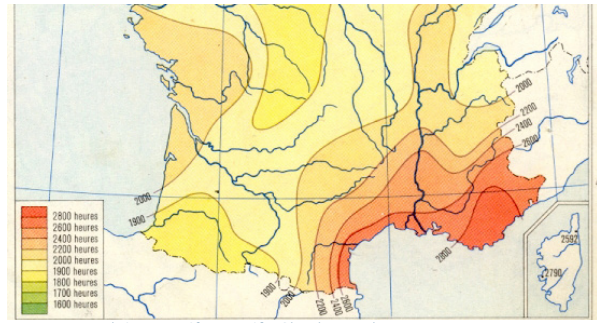 2000
2200
2400
2600
2000
1900
2800 heures
2600 heures
2400 heures
2200 heures
2000 heures
1900 heures
1800 heures
1700 heures
1600 heures
1900
2000
2200
2400
2600
2800
2592
2790